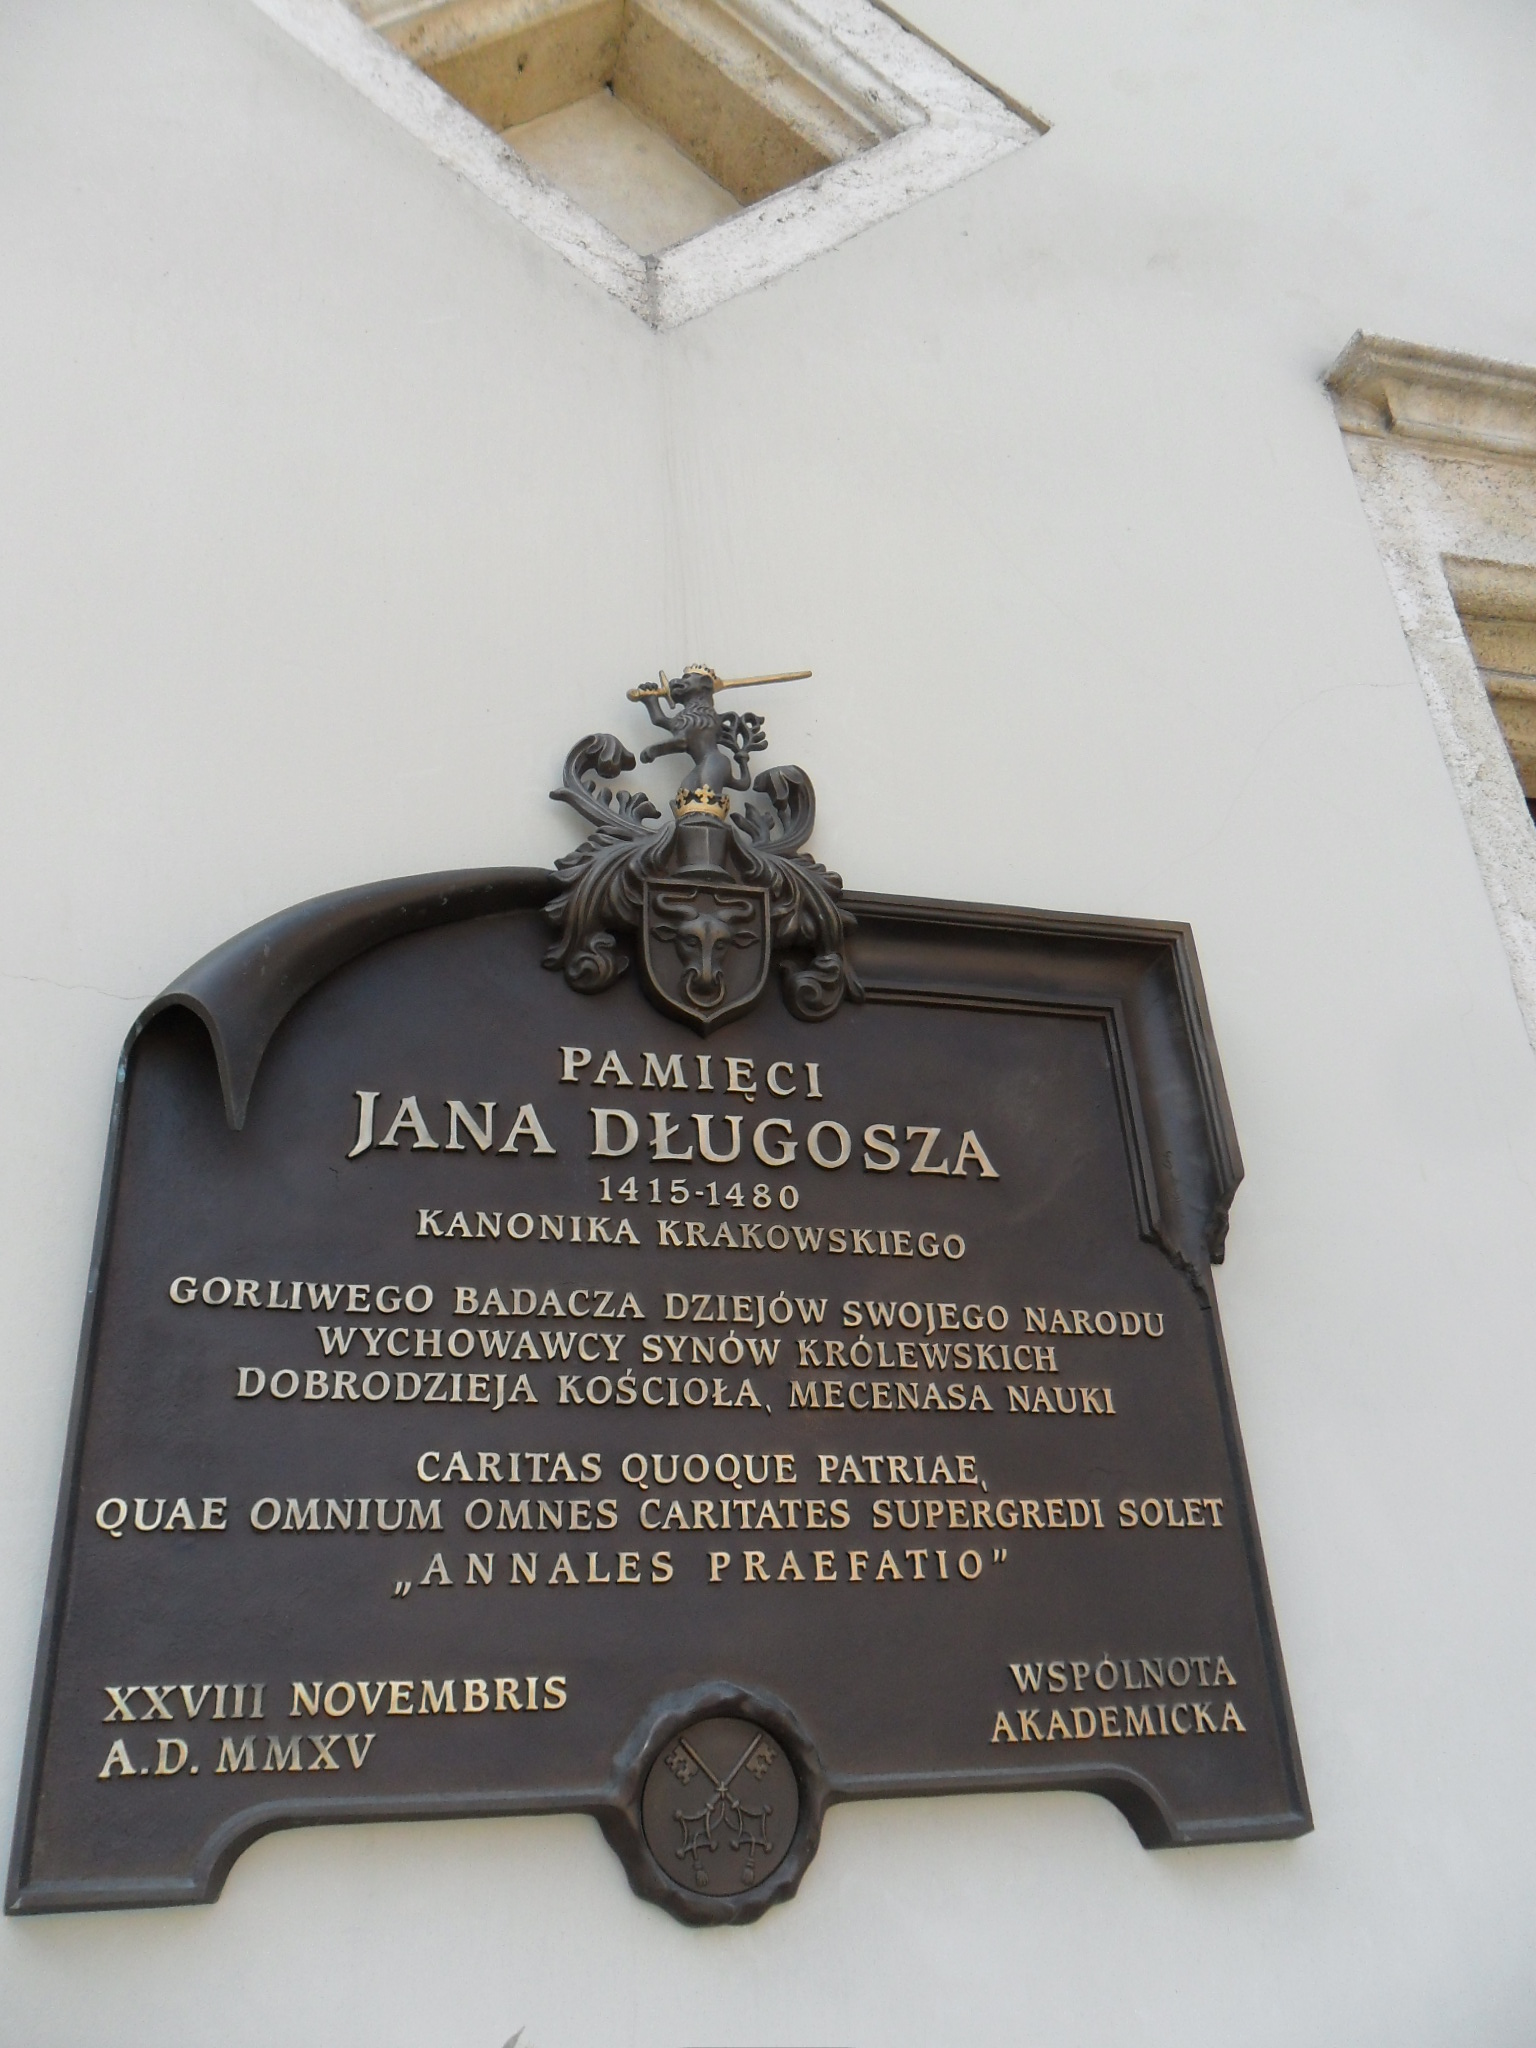 PAMIĘCI
JANA DŁUGOSZA
1415-1480
KANONIKA KRAKOWSKIEGO
GORLIWEGO BADACZA DZIEJÓW SWOJEGO NARODU
WYCHOWAWCY SYNÓW KRÓLEWSKICH
DOBRODZIEJA KOŚCIOŁA, MECENASA NAUKI
CARITAS QUOQUE PATRIAE,
QUAE OMNIUM OMNES CARITATES SUPERGREDI SOLET
„ANNALES PRAEFATIO”
XXVIII NOVEMBRIS
A.D. MMXV
WSPÓLNOTA
AKADEMICKA